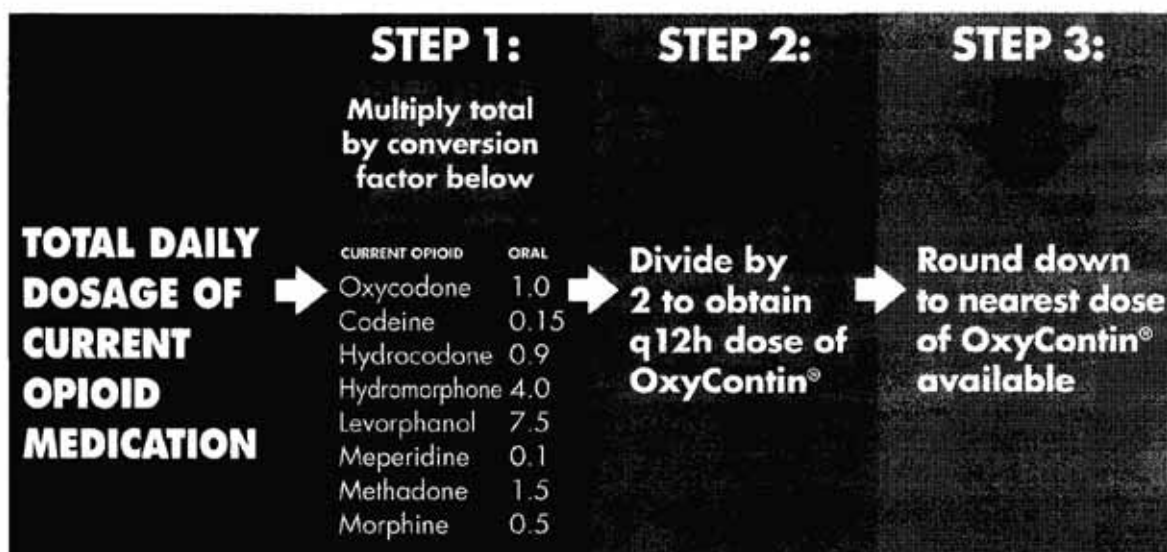 TOTAL DAILY
DOSAGE OF
CURRENT
OPIOID
MEDICATION
STEP 1:
Multiply total
by conversion
factor below
CURRENT OPIOID ORAL
Oxycodone 1.0
Codeine 0.15
Hydrocodone 0.9
Hydromorphone 4.0
Levorphanol 7.5
Meperidine 0.1
Methadone 1.5
Morphine 0.5
STEP 2:
Divide by
2 to obtain
q12h dose of
OxyContin®
STEP 3:
Round down
to nearest dose
of OxyContin®
available